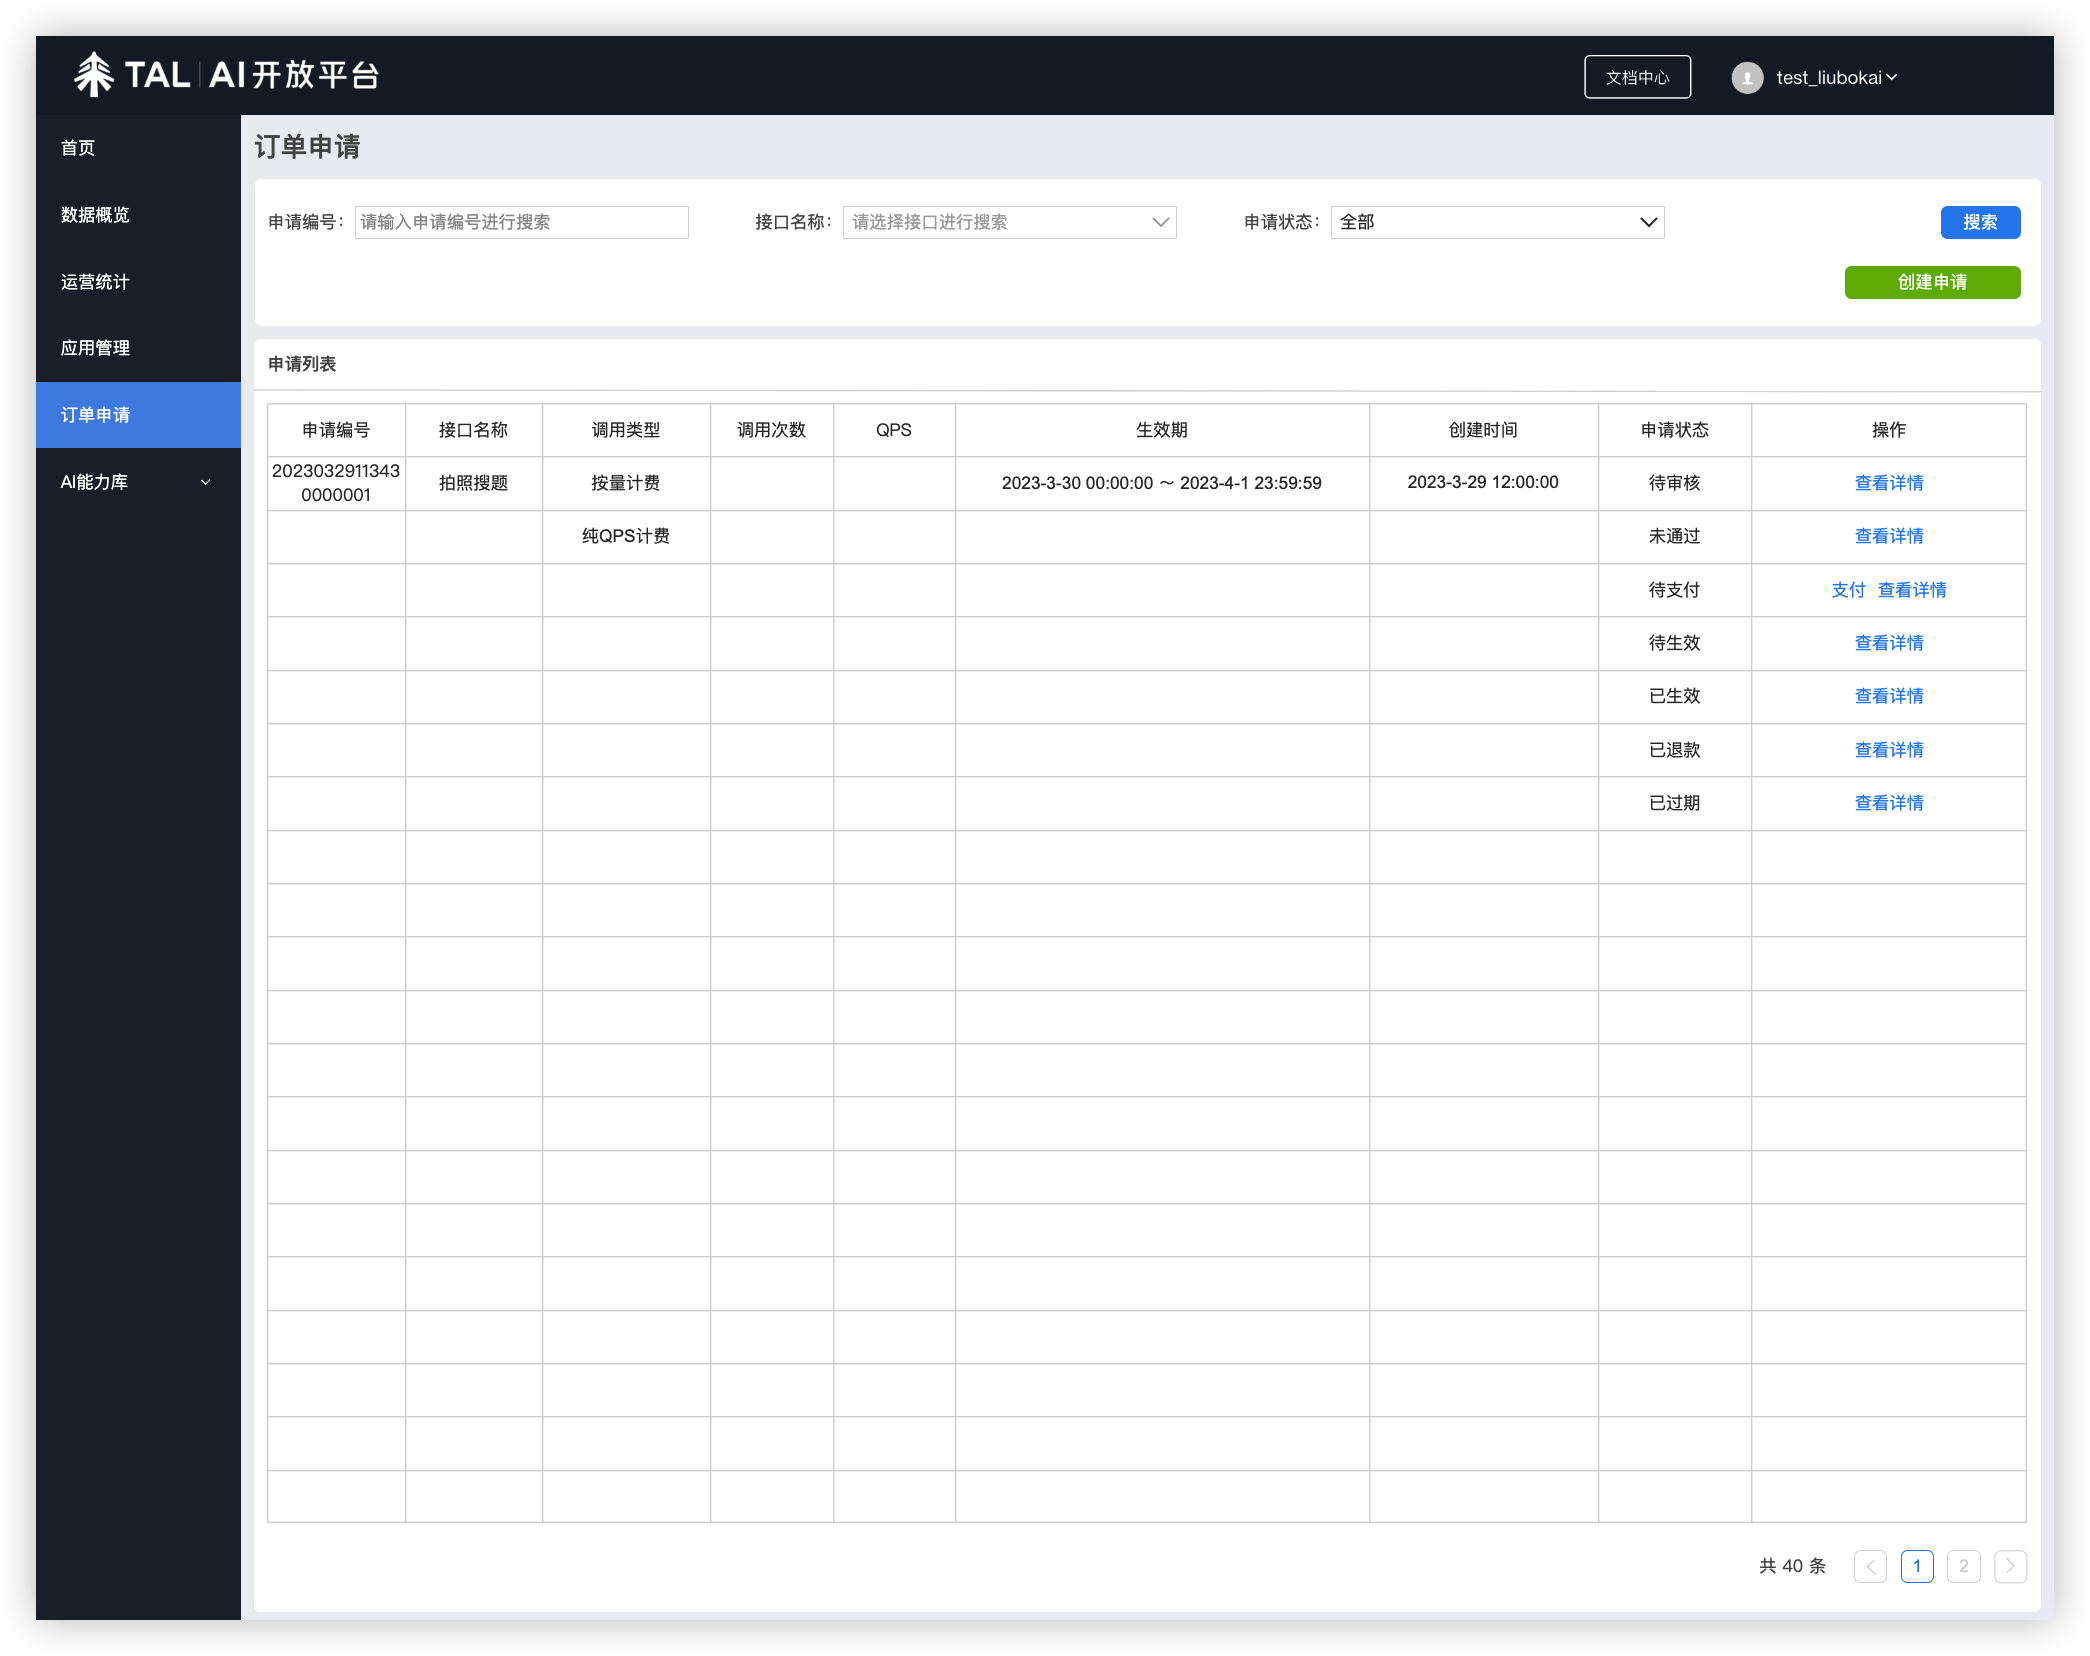 TAL AI开放平台
文档中心
test_liubokai
首页
数据概览
运营统计
应用管理
订单申请
AI能力库
订单申请
申请编号： 请输入申请编号进行搜索 接口名称： 请选择接口进行搜索 申请状态： 全部 搜索
创建申请
申请列表
申请编号 接口名称 调用类型 调用次数 QPS 生效期 创建时间 申请状态 操作
2023032911343
0000001 拍照搜题 按量计费 2023-3-30 00:00:00 ～ 2023-4-1 23:59:59 2023-3-29 12:00:00 待审核 查看详情
纯QPS计费 未通过 查看详情
待支付 支付 查看详情
待生效 查看详情
已生效 查看详情
已退款 查看详情
已过期 查看详情
共 40 条 1 2